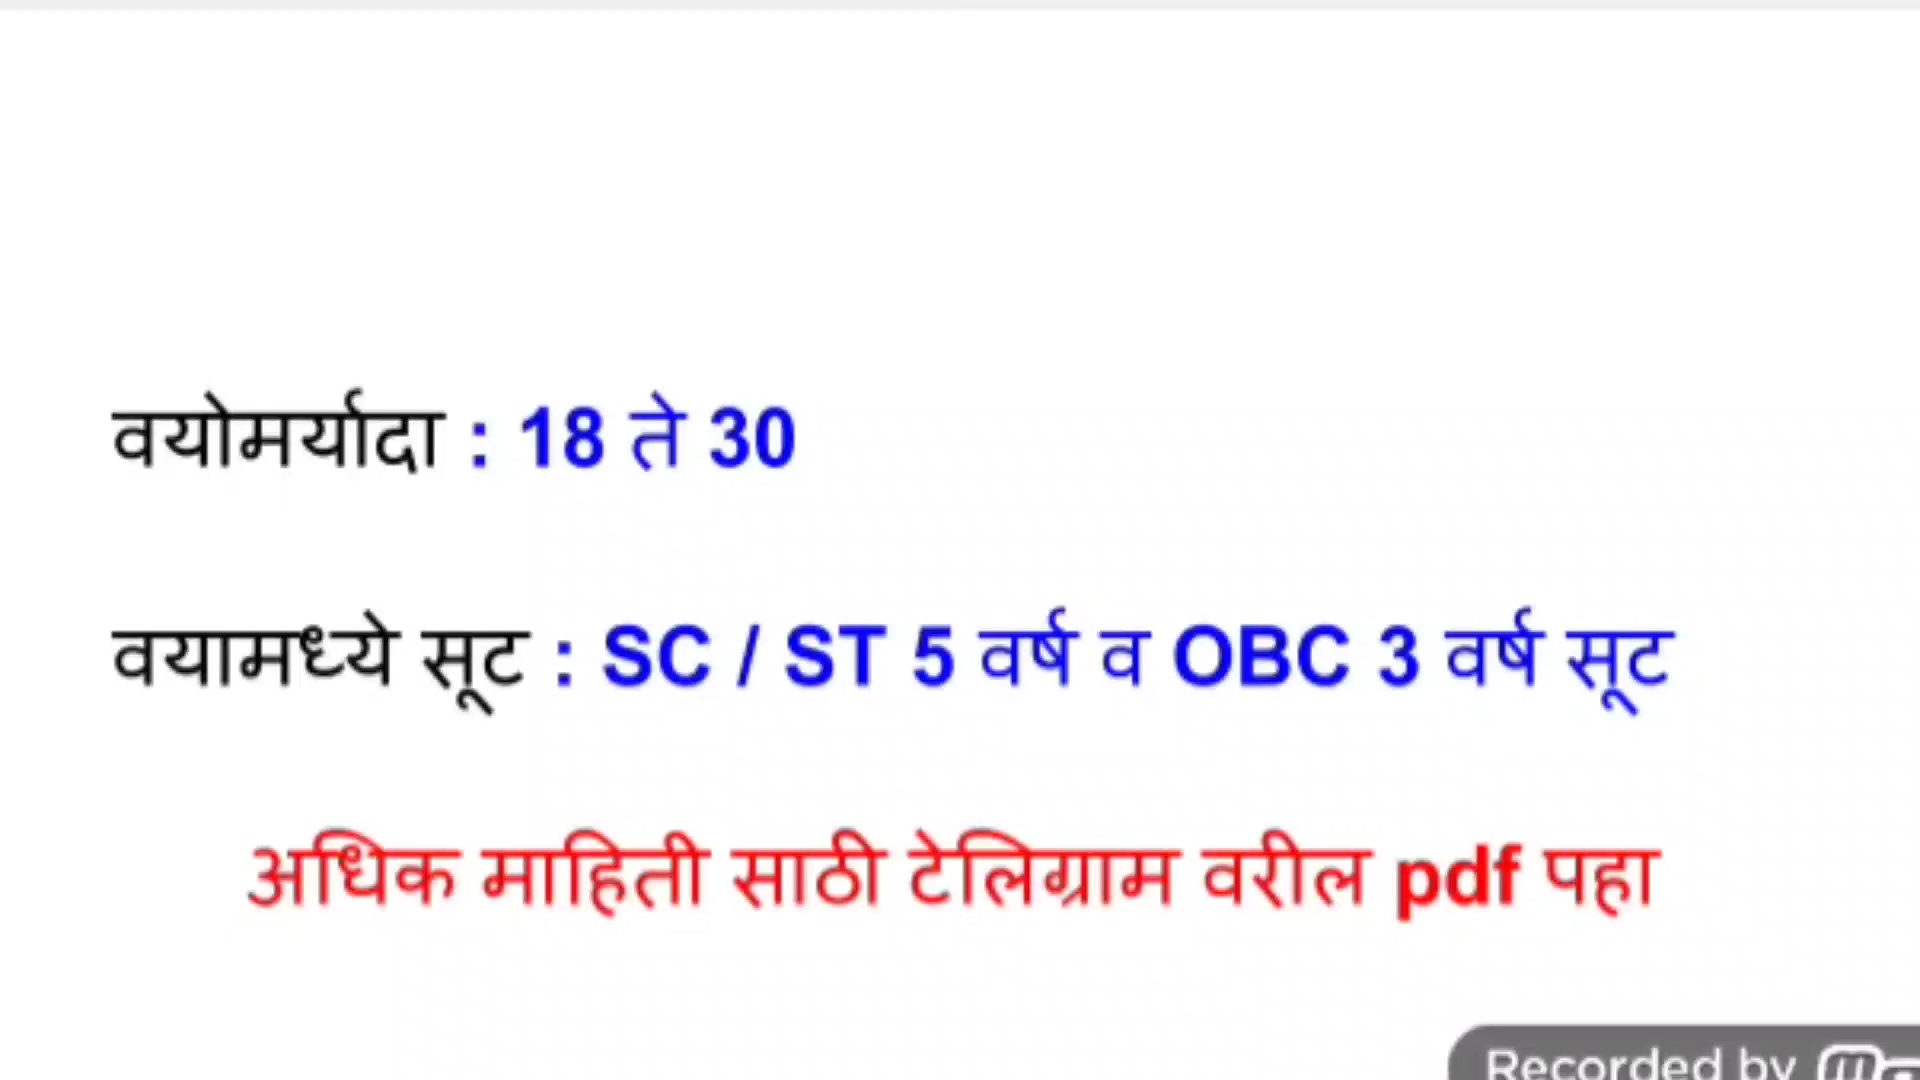 वयोमर्यादा : 18 ते 30
वयामध्ये सूट : SC / ST 5 वर्ष व OBC 3 वर्ष सूट
अधिक माहिती साठी टेलिग्राम वरील pdf पहा
Recorded by